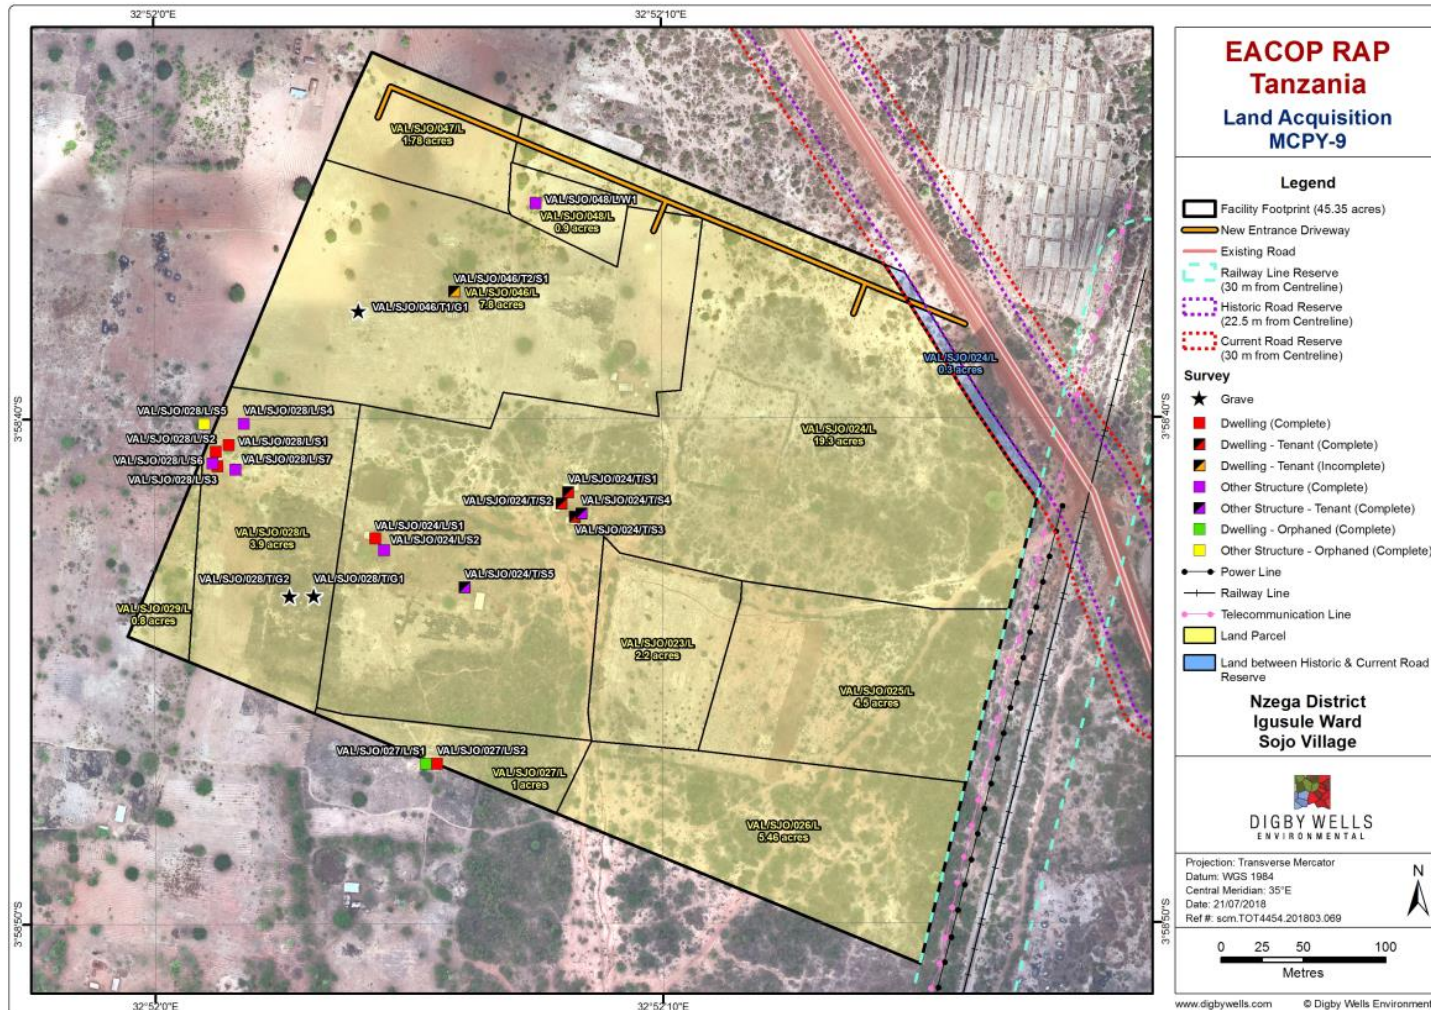 32°52'0"E
32°52'10"E
3°58'40"S
3°58'40"S
3°58'50"S
3°58'50"S
32°52'0"E
32°52'10"E
VAL/SJO/047/L
1.78 acres
VAL/SJO/048/L/W1
VAL/SJO/048/L
0.9 acres
VAL/SJO/046/T2/S1
VAL/SJO/046/L
7.8 acres
VAL/SJO/046/T1/G1
VAL/SJO/024/L
0.3 acres
VAL/SJO/028/L/S5
VAL/SJO/028/L/S4
VAL/SJO/028/L/S2
VAL/SJO/028/L/S1
VAL/SJO/028/L/S6
VAL/SJO/028/L/S7
VAL/SJO/028/L/S3
VAL/SJO/024/L
19.3 acres
VAL/SJO/024/T/S1
VAL/SJO/024/T/S2
VAL/SJO/024/T/S4
VAL/SJO/024/T/S3
VAL/SJO/024/L/S1
VAL/SJO/024/L/S2
VAL/SJO/028/L
3.9 acres
VAL/SJO/028/T/G2
VAL/SJO/028/T/G1
VAL/SJO/024/T/S5
VAL/SJO/029/L
0.8 acres
VAL/SJO/023/L
2.2 acres
VAL/SJO/025/L
4.5 acres
VAL/SJO/027/L/S1
VAL/SJO/027/L/S2
VAL/SJO/027/L
1 acres
VAL/SJO/026/L
5.46 acres
EACOP RAP
Tanzania
Land Acquisition
MCPY-9
Legend
Facility Footprint (45.35 acres)
New Entrance Driveway
Existing Road
Railway Line Reserve
(30 m from Centreline)
Historic Road Reserve
(22.5 m from Centreline)
Current Road Reserve
(30 m from Centreline)
Survey
Grave
Dwelling (Complete)
Dwelling - Tenant (Complete)
Dwelling - Tenant (Incomplete)
Other Structure (Complete)
Other Structure - Tenant (Complete)
Dwelling - Orphaned (Complete)
Other Structure - Orphaned (Complete)
Power Line
Railway Line
Telecommunication Line
Land Parcel
Land between Historic & Current Road
Reserve
Nzega District
Igusule Ward
Sojo Village
DIGBY WELLS
ENVIRONMENTAL
Projection: Transverse Mercator
Datum: WGS 1984
Central Meridian: 35°E
Date: 21/07/2018
Ref #: scm.TOT4454.201803.069
N
0 25 50 100
Metres
www.digbywells.com © Digby Wells Environment